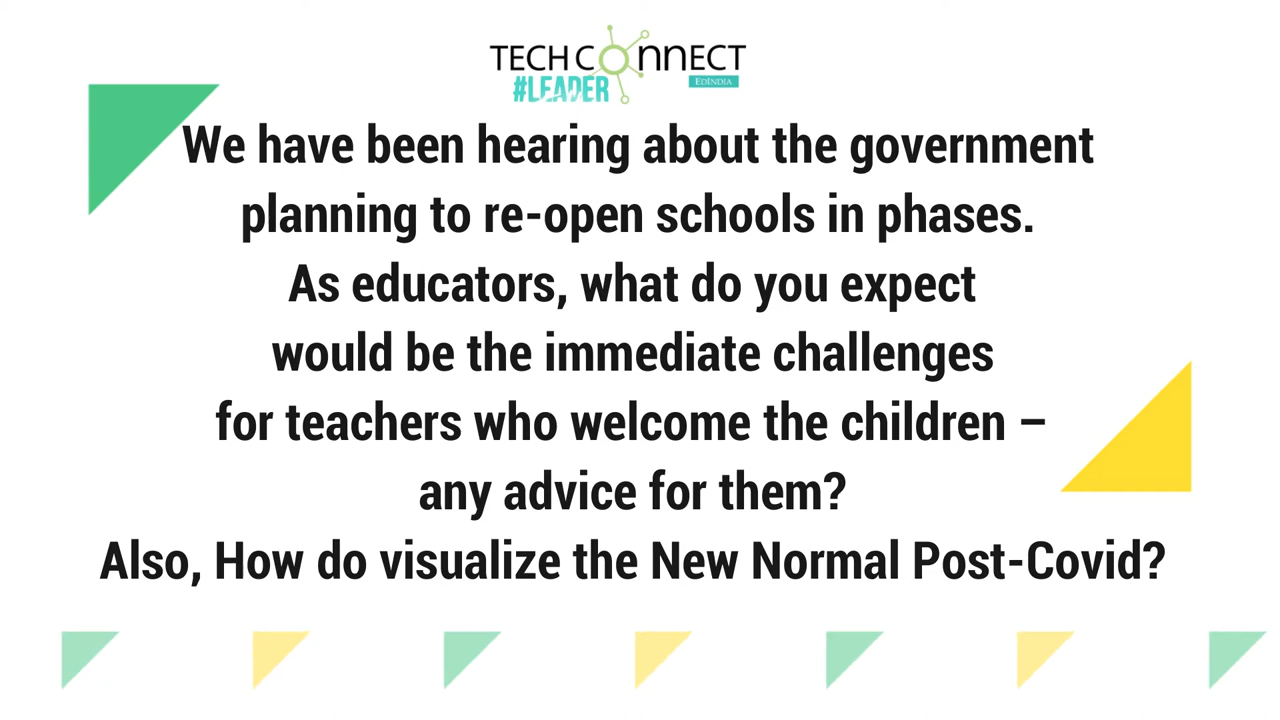 TECH CONNECT
#LEADER EDINDIA
We have been hearing about the government
planning to re-open schools in phases.
As educators, what do you expect
would be the immediate challenges
for teachers who welcome the children –
any advice for them?
Also, How do visualize the New Normal Post-Covid?